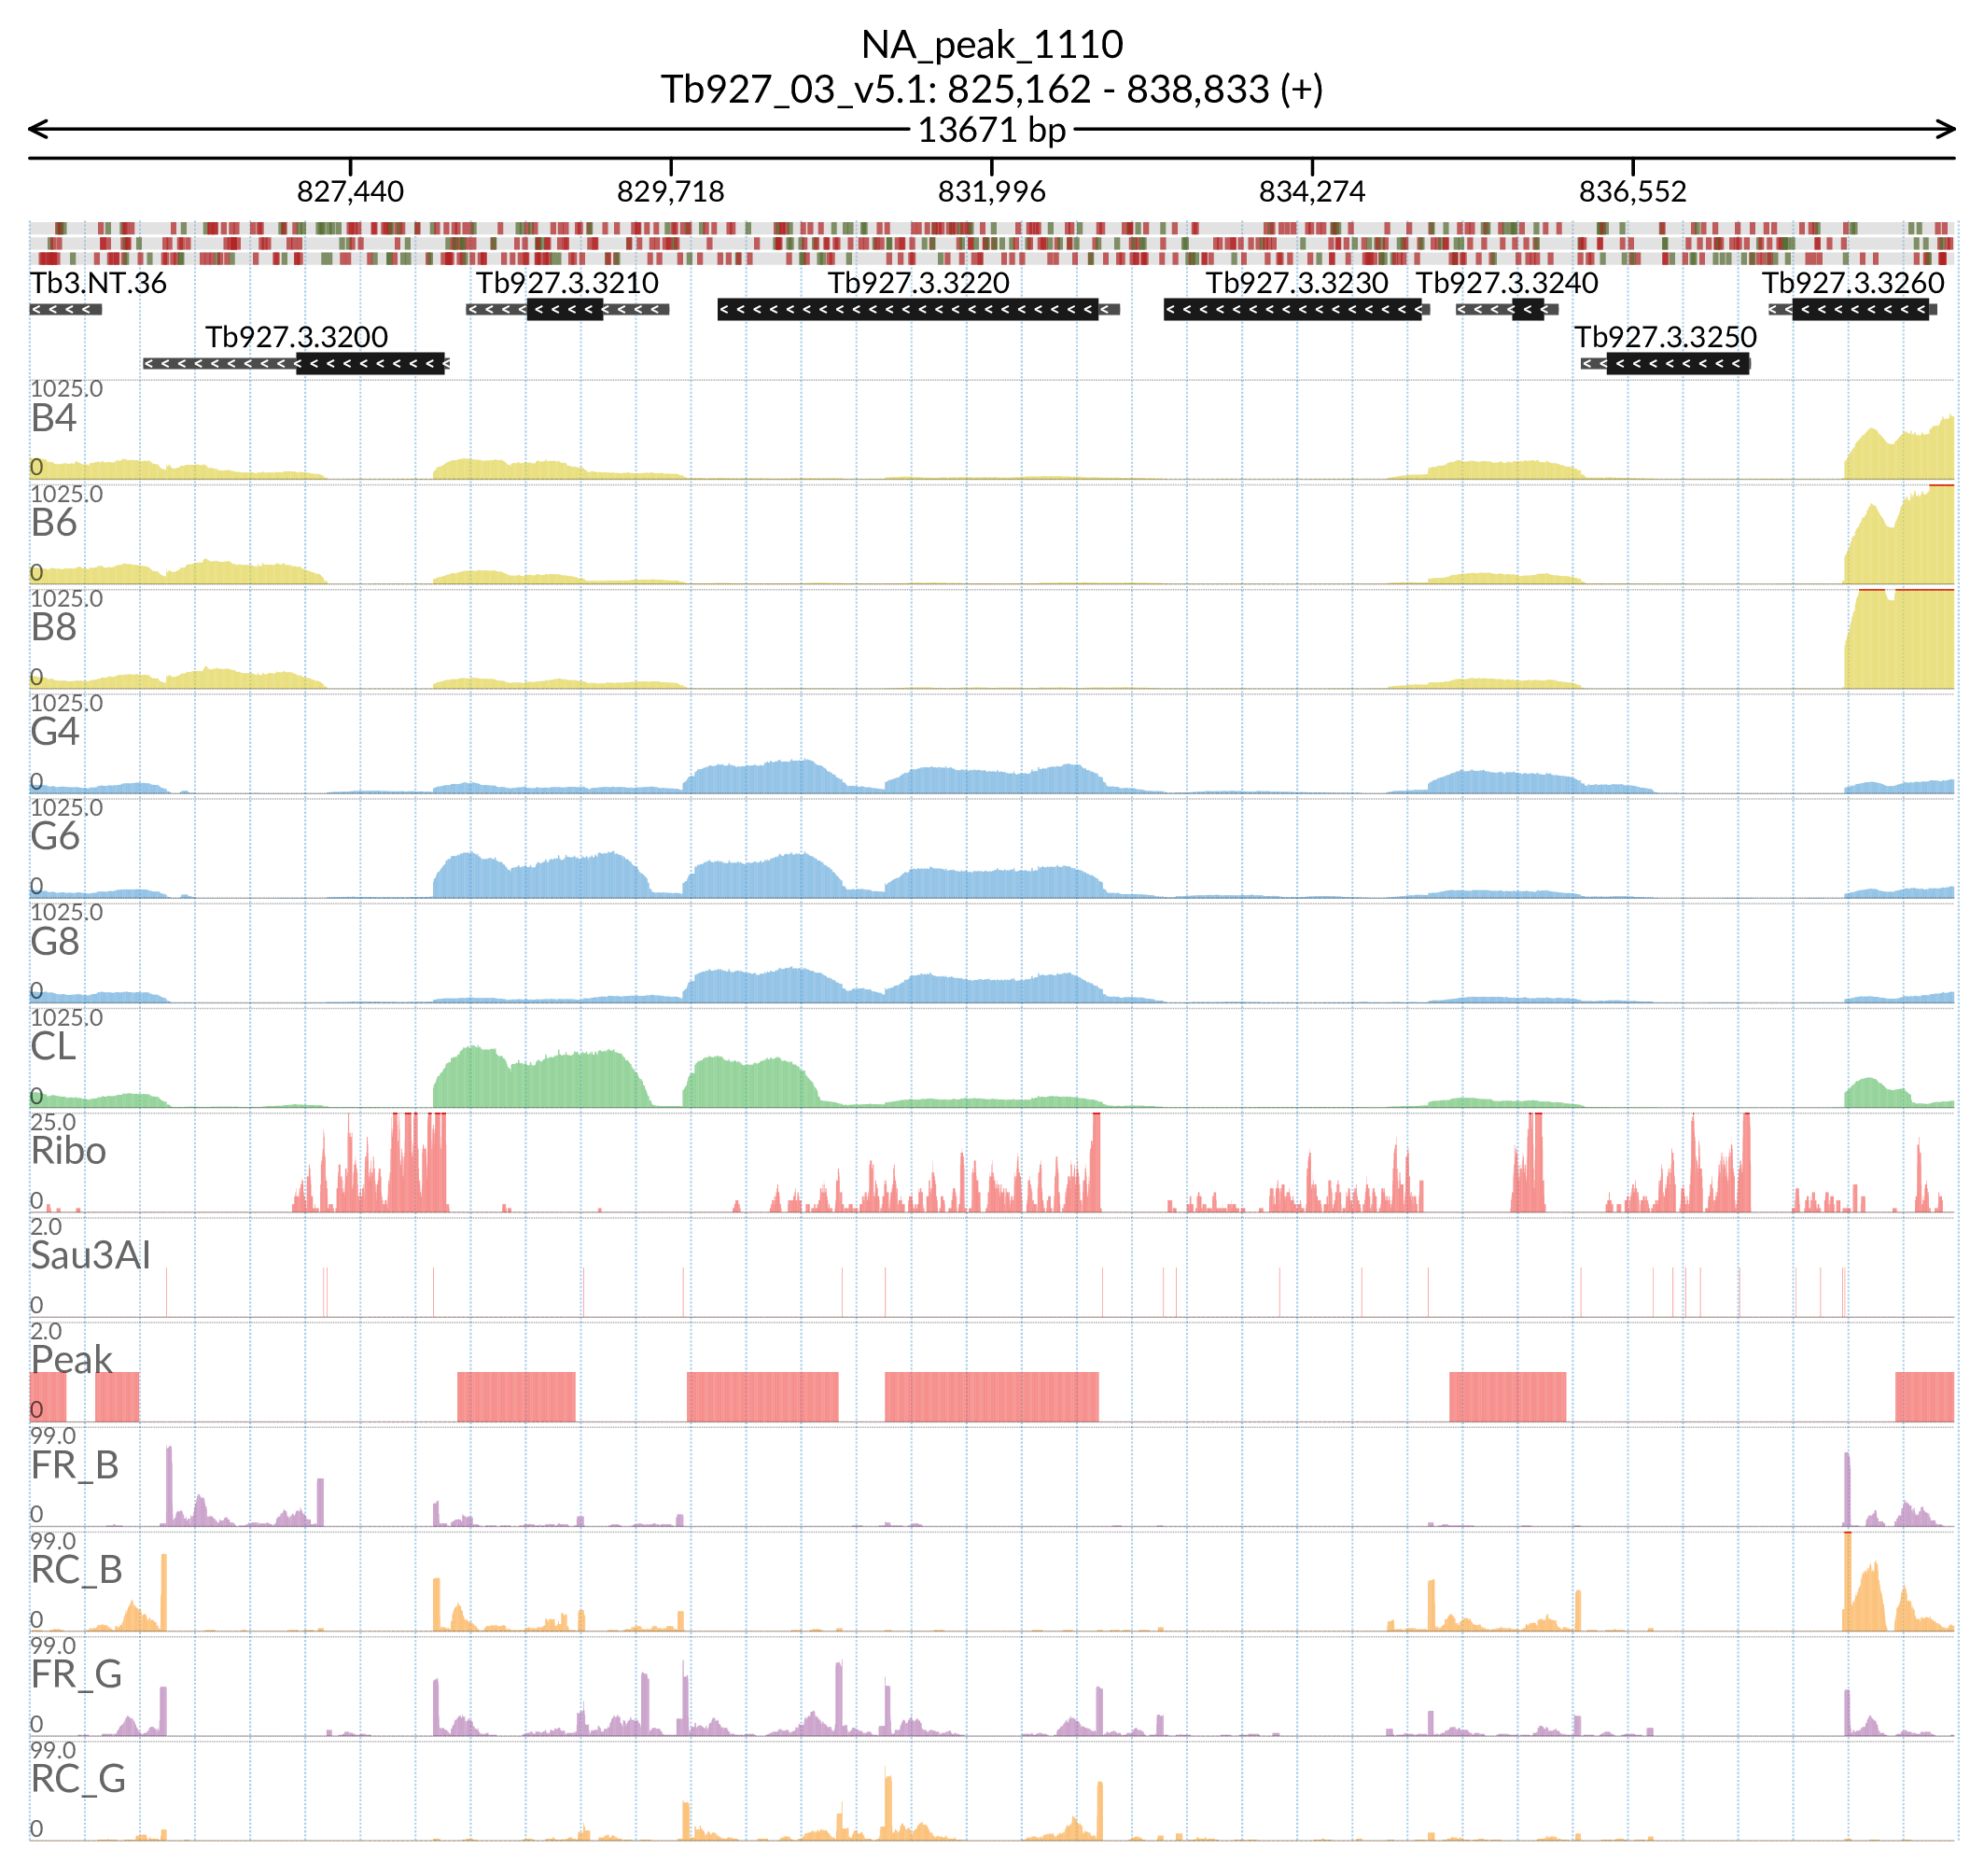 NA_peak_1110
Tb927_03_v5.1: 825,162 - 838,833 (+)
13671 bp
827,440 829,718 831,996 834,274 836,552
Tb3.NT.36 Tb927.3.3210 Tb927.3.3220 Tb927.3.3230 Tb927.3.3240 Tb927.3.3260
Tb927.3.3200 Tb927.3.3250
1025.0
B4
0
1025.0
B6
0
1025.0
B8
0
1025.0
G4
0
1025.0
G6
0
1025.0
G8
0
1025.0
CL
0
25.0
Ribo
0
2.0
Sau3AI
0
2.0
Peak
0
99.0
FR_B
0
99.0
RC_B
0
99.0
FR_G
0
99.0
RC_G
0